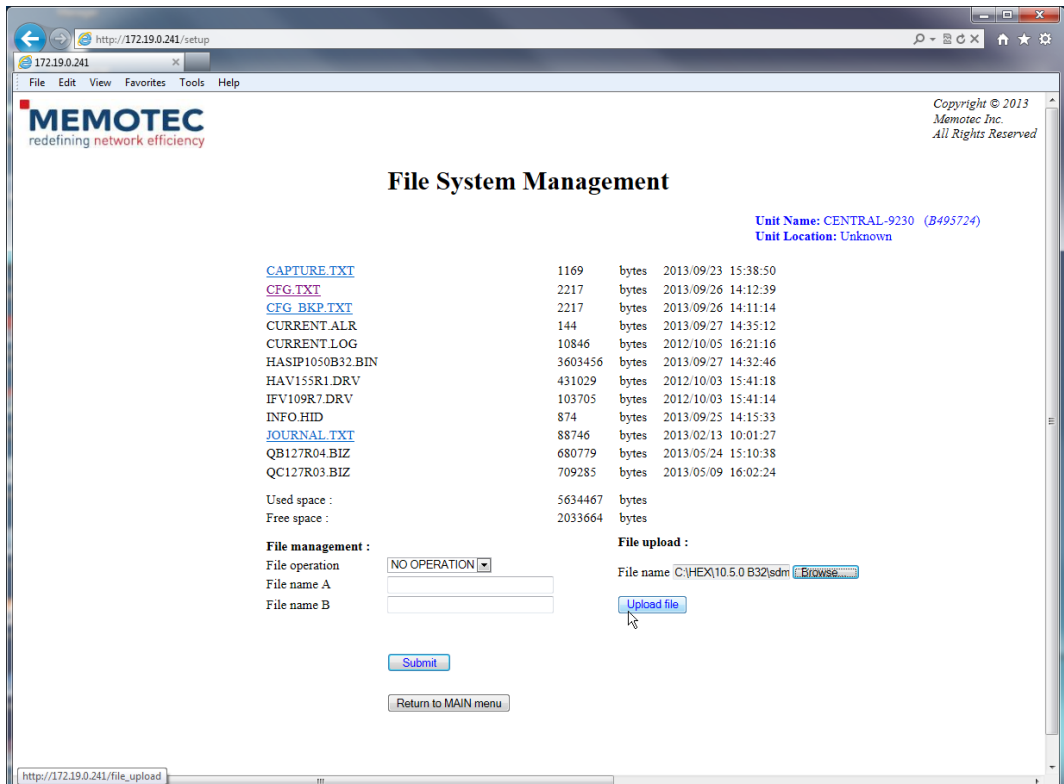 http://172.19.0.241/setup
172.19.0.241
File Edit View Favorites Tools Help
MEMOTEC
redefining network efficiency
Copyright © 2013
Memotec Inc.
All Rights Reserved
File System Management
Unit Name: CENTRAL-9230 (B495724)
Unit Location: Unknown
CAPTURE.TXT 1169 bytes 2013/09/23 15:38:50
CFG.TXT 2217 bytes 2013/09/26 14:12:39
CFG_BKP.TXT 2217 bytes 2013/09/26 14:11:14
CURRENT.ALR 144 bytes 2013/09/27 14:35:12
CURRENT.LOG 10846 bytes 2012/10/05 16:21:16
HASIP1050B32.BIN 3603456 bytes 2013/09/27 14:32:46
HAV155R1.DRV 431029 bytes 2012/10/03 15:41:18
IFV109R7.DRV 103705 bytes 2012/10/03 15:41:14
INFO.HID 874 bytes 2013/09/25 14:15:33
JOURNAL.TXT 88746 bytes 2013/02/13 10:01:27
QB127R04.BIZ 680779 bytes 2013/05/24 15:10:38
QC127R03.BIZ 709285 bytes 2013/05/09 16:02:24
Used space : 5634467 bytes
Free space : 2033664 bytes
File management :
File operation NO OPERATION
File name A
File name B
File upload :
File name C:\HEX\10.5.0 B32\sdm Browse...
Upload file
Submit
Return to MAIN menu
http://172.19.0.241/file_upload